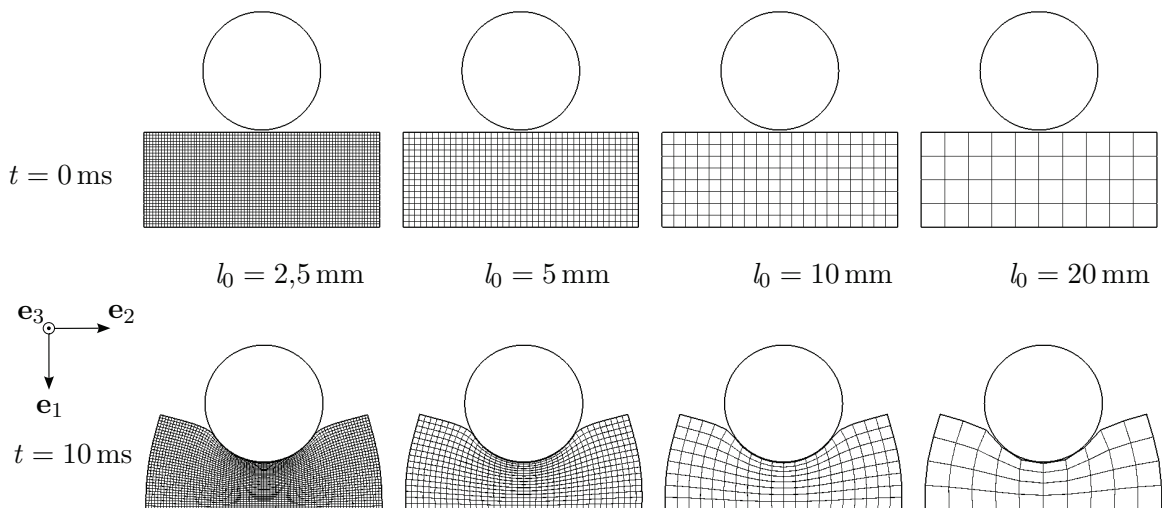 t = 0 ms
l₀ = 2,5 mm l₀ = 5 mm l₀ = 10 mm l₀ = 20 mm
e₃ e₂
e₁
t = 10 ms